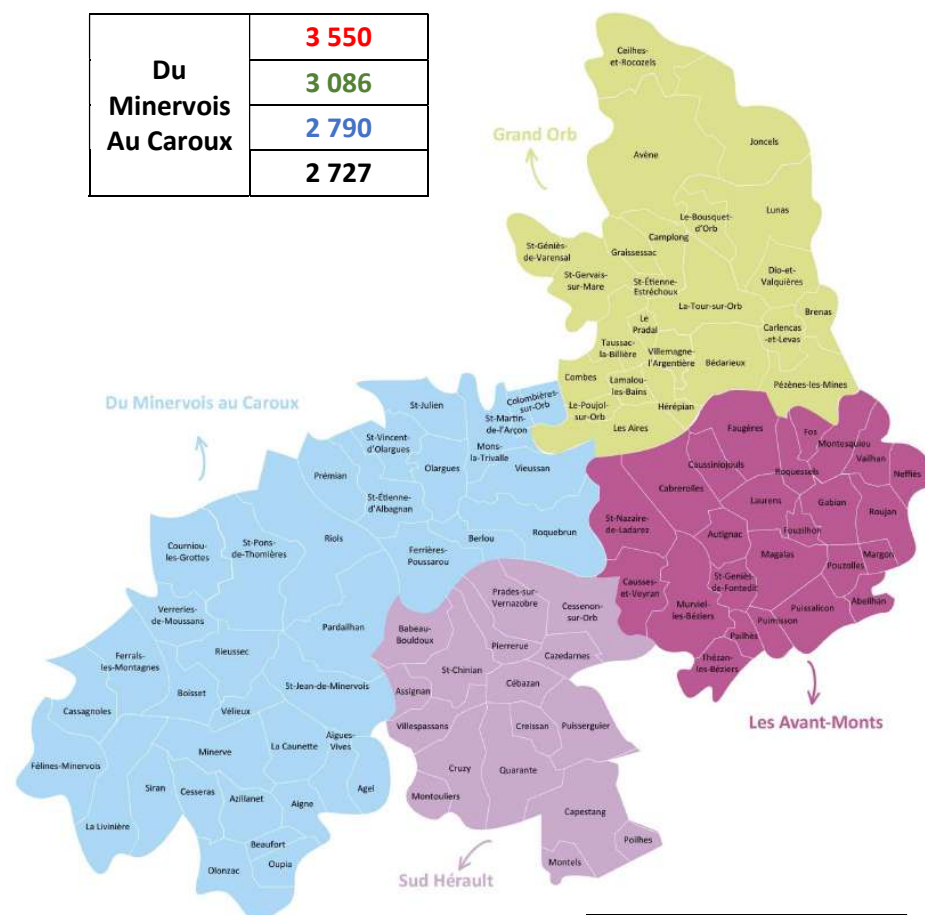 Du
Minervois
Au Caroux
3 550
3 086
2 790
2 727
Grand Orb
Ceilhes-
et-Rocozels
Avène
Joncels
Lunas
Le-Bousquet-
d'Orb
Camplong
Graissessac
St-Géniès-
de-Varensal
St-Gervais-
sur-Mare
St-Étienne-
Estréchoux
Dio-et-
Valquières
La-Tour-sur-Orb
Brenas
Le
Pradal
Carlencas
-et-Levas
Taussac-
la-Billière
Villemagne-
l'Argentière
Bédarieux
Combes
Lamalou-
les-Bains
Pézènes-les-Mines
Le-Poujol-
sur-Orb
Hérépian
Les Aires
Du Minervois au Caroux
Colombières-
sur-Orb
St-Julien
St-Martin-
de-l'Arçon
St-Vincent-
d'Olargues
Mons-
la-Trivalle
Prémian
Olargues
Vieussan
St-Étienne-
d'Albagnan
Courniou-
les-Grottes
St-Pons-
de-Thomières
Riols
Ferrières-
Poussarou
Berlou
Roquebrun
Verreries-
de-Moussans
Pardailhan
Ferrals-
les-Montagnes
Rieussec
Boisset
St-Jean-de-Minervois
Cassagnoles
Vélieux
Aigues-
Vives
La Caunette
Minerve
Félines-Minervois
Siran
Cesseras
Azillanet
Aigne
Agel
La Livinière
Beaufort
Oupia
Olonzac
Faugères
Fos
Montesquieu
Vailhan
Neffiès
Caussiniojouls
Roquessels
Cabrerolles
Laurens
Gabian
Roujan
St-Nazaire-
de-Ladarez
Autignac
Fouzilhon
Magalas
Margon
Pouzolles
Causses-
et-Veyran
St-Geniès-
de-Fontedit
Abeilhan
Murviel-
les-Béziers
Puissalicon
Puimisson
Pailhès
Thézan-
les-Béziers
Les Avant-Monts
Prades-sur-
Vernazobre
Cessenon-
sur-Orb
Babeau-
Bouldoux
Pierrerue
Cazedarnes
St-Chinian
Cébazan
Assignan
Villespassans
Creissan
Puisserguier
Cruzy
Quarante
Montouliers
Capestang
Poilhes
Montels
Sud Hérault